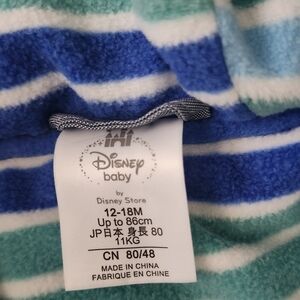 Disney
baby
by
Disney Store
12-18M
Up to 86cm
JP日本 身長 80
11KG
CN 80/48
MADE IN CHINA
FABRIQUE EN CHINE